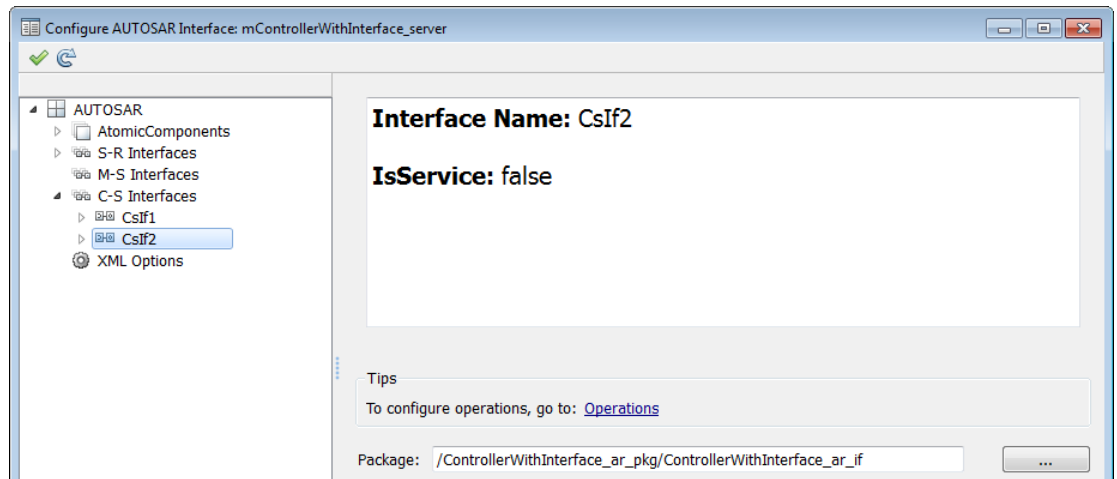 Configure AUTOSAR Interface: mControllerWithInterface_server
AUTOSAR
AtomicComponents
S-R Interfaces
M-S Interfaces
C-S Interfaces
CsIf1
CsIf2
XML Options
Interface Name: CsIf2
IsService: false
Tips
To configure operations, go to: Operations
Package: /ControllerWithInterface_ar_pkg/ControllerWithInterface_ar_if ...